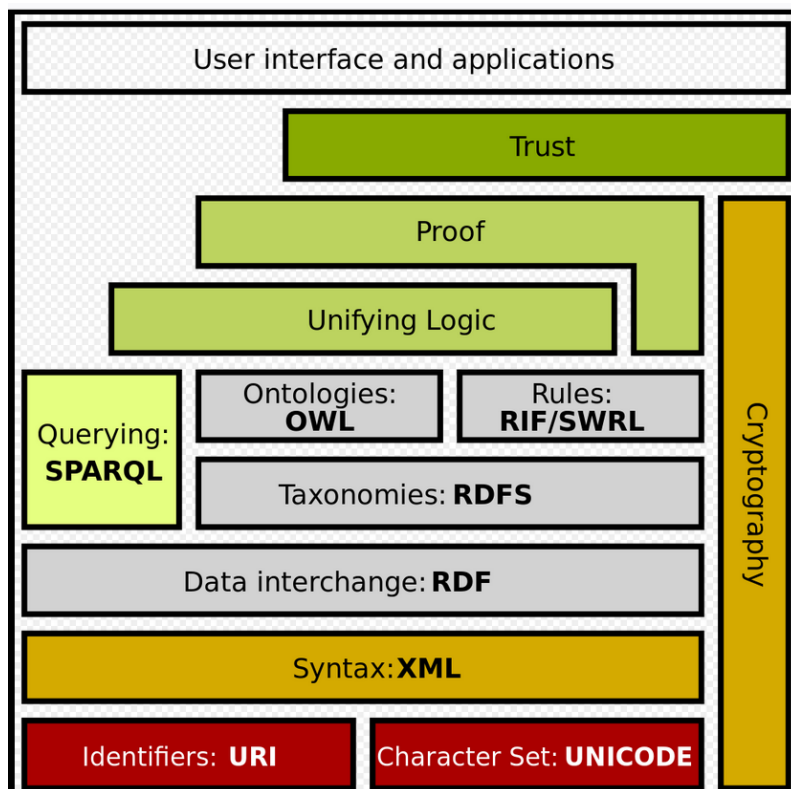 User interface and applications
Trust
Proof
Unifying Logic
Querying:
SPARQL
Ontologies:
OWL
Rules:
RIF/SWRL
Taxonomies: RDFS
Data interchange: RDF
Syntax: XML
Identifiers: URI
Character Set: UNICODE
Cryptography